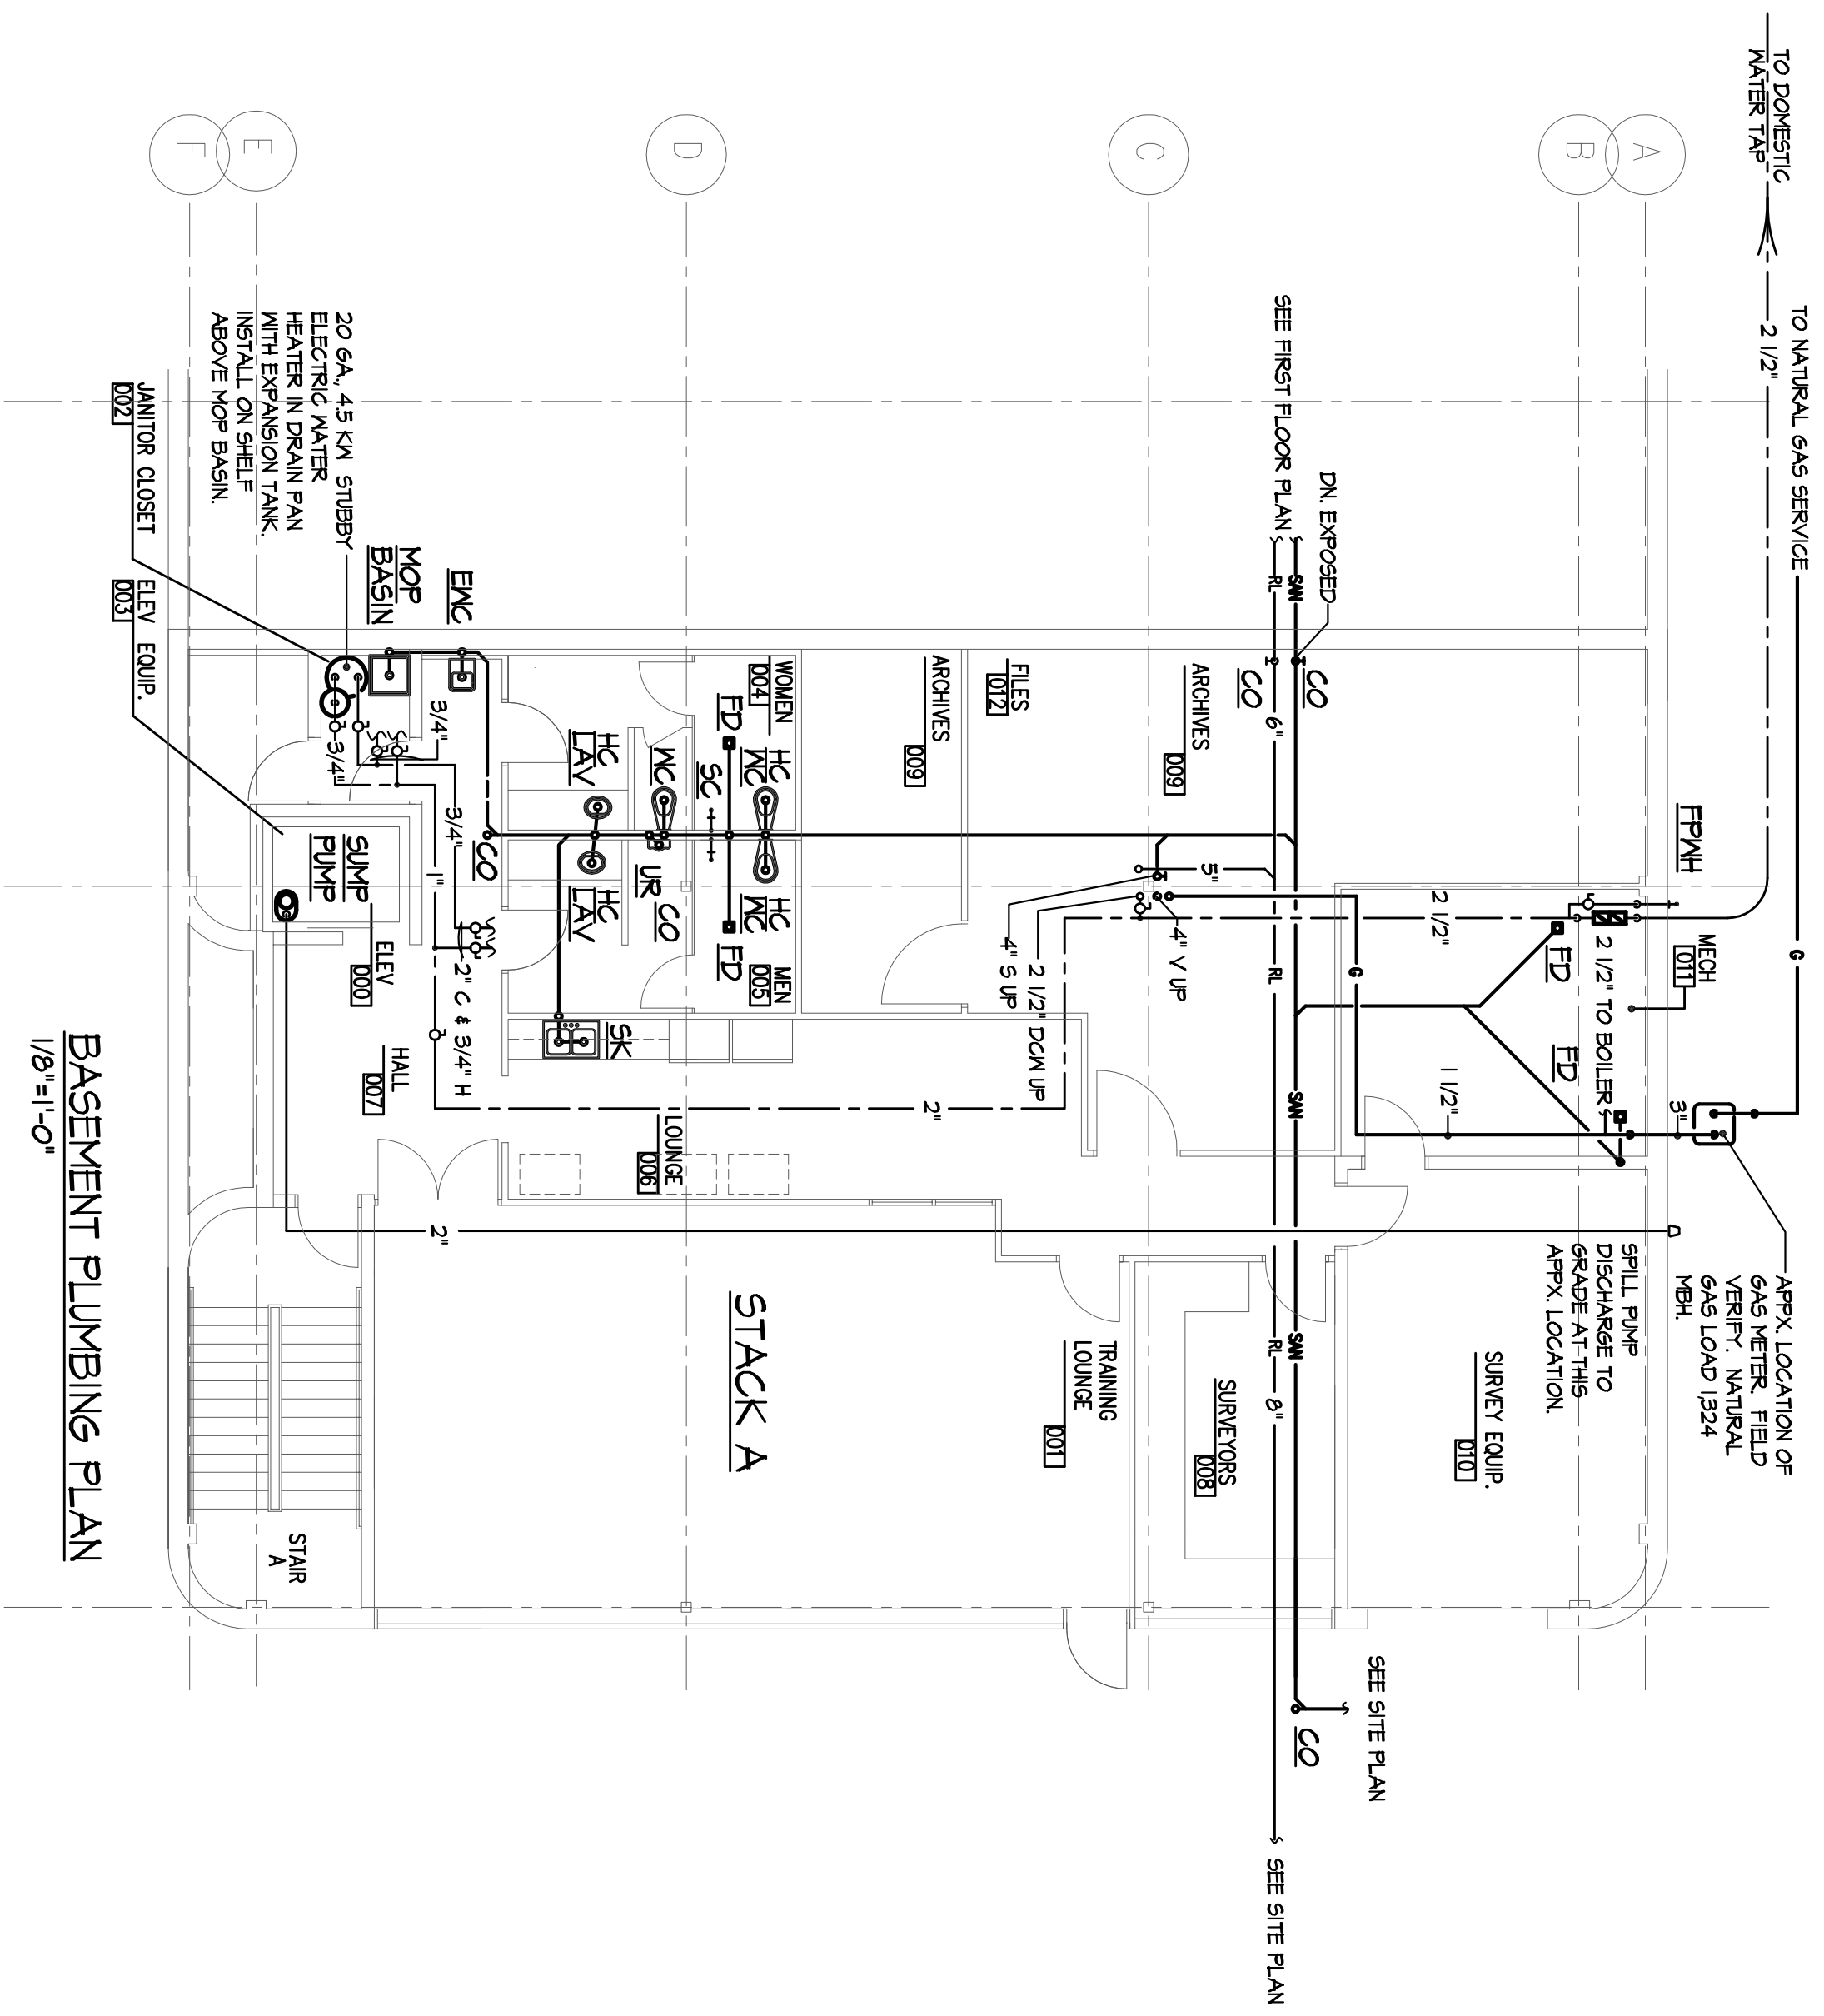 TO DOMESTIC
WATER TAP
2 1/2"
TO NATURAL GAS SERVICE
G
A
B
C
D
E
F
SEE FIRST FLOOR PLAN
DN. EXPOSED
SAN
RL
CO
CO
6"
FPWH
2 1/2"
MECH
011
FD
2 1/2" TO BOILER
FD
3"
1 1/2"
G
APPX. LOCATION OF
GAS METER. FIELD
VERIFY. NATURAL
GAS LOAD 1,324
MBH.
SPILL PUMP
DISCHARGE TO
GRADE AT THIS
APPX. LOCATION.
SURVEY EQUIP.
010
ARCHIVES
009
FILES
012
ARCHIVES
009
5"
RL
SAN
4" V UP
2 1/2" DCW UP
4" S UP
SAN
RL
8"
SURVEYORS
008
TRAINING
LOUNGE
001
SEE SITE PLAN
CO
SEE SITE PLAN
WOMEN
004
FD
HC
WC
SC
WC
HC
LAV
HC
WC
FD
MEN
005
UR
CO
HC
LAV
SK
2"
LOUNGE
006
STACK A
EWC
MOP
BASIN
20 GA., 4.5 KW STUBBY
ELECTRIC WATER
HEATER IN DRAIN PAN
WITH EXPANSION TANK.
INSTALL ON SHELF
ABOVE MOP BASIN.
JANITOR CLOSET
002
ELEV EQUIP.
003
3/4"
3/4"
3/4"
CO
1"
2" C & 3/4" H
SUMP
PUMP
ELEV
000
HALL
007
2"
STAIR
A
BASEMENT PLUMBING PLAN
1/8"=1'-0"